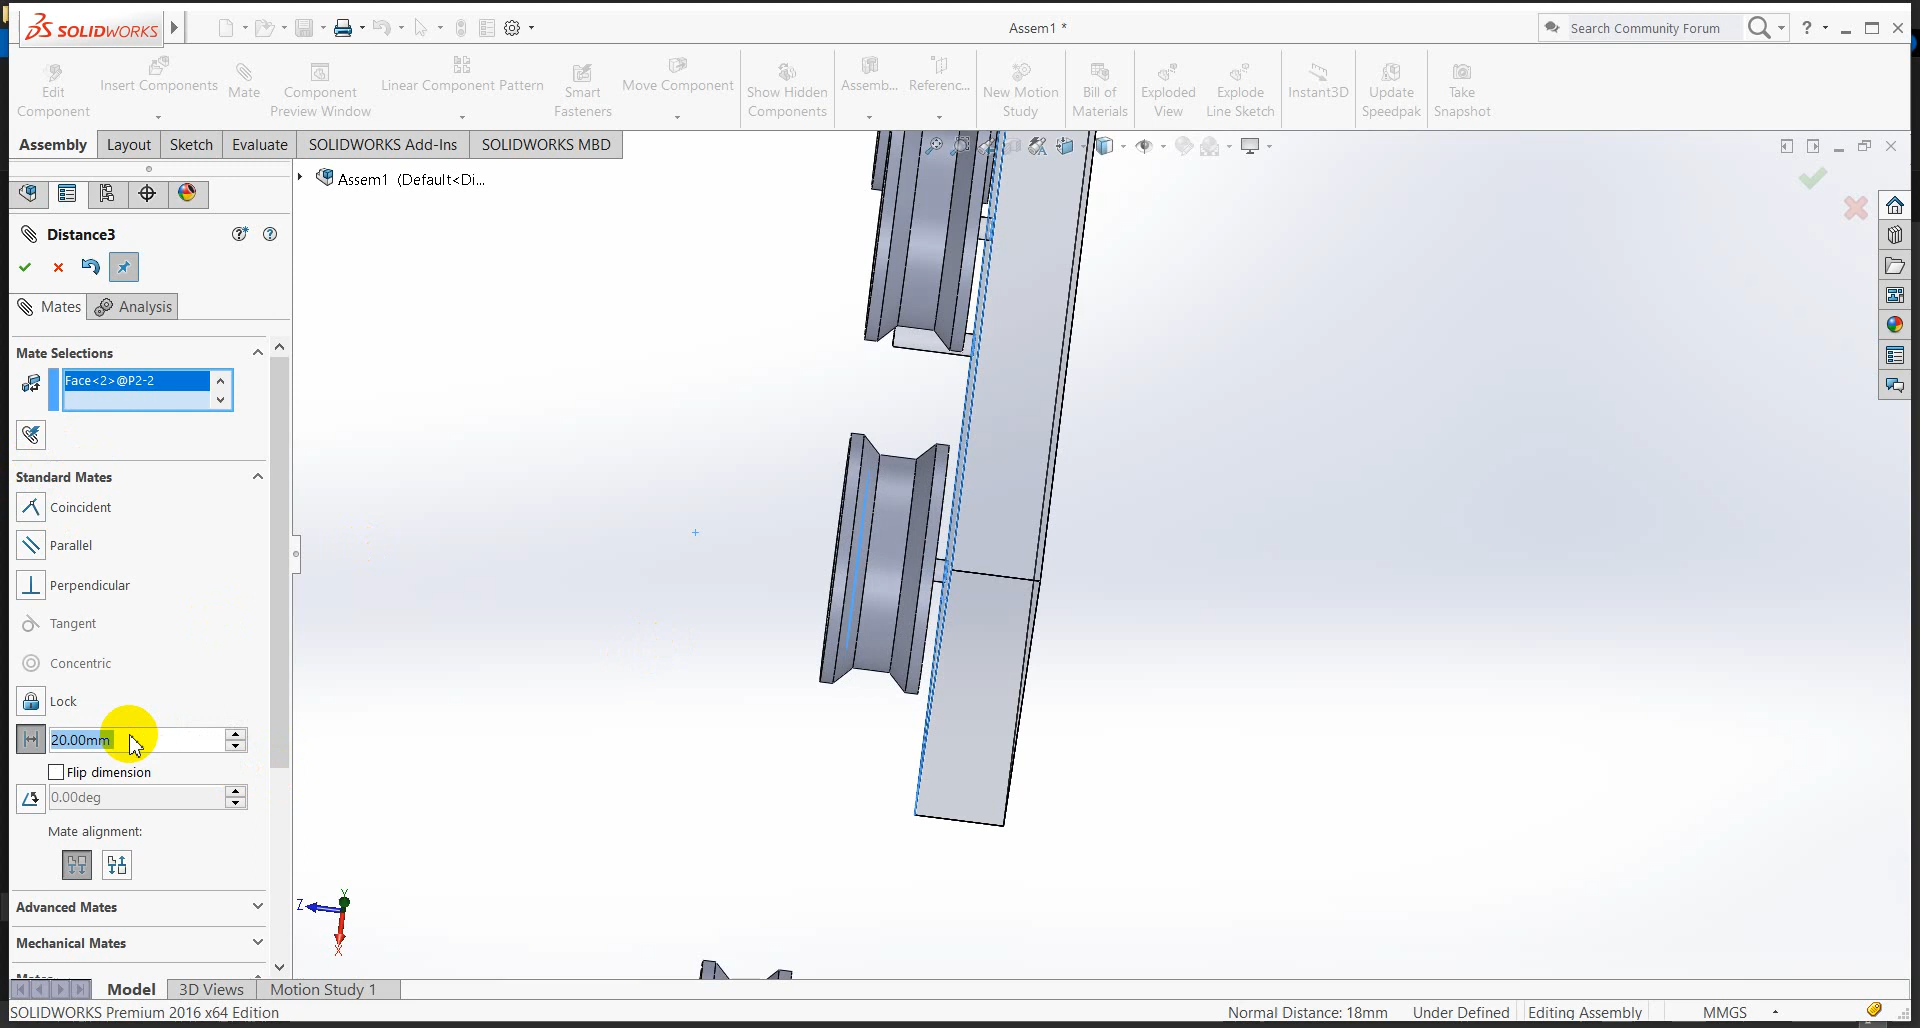 SOLIDWORKS
Assem1 *
Search Community Forum
?
Edit Component
Insert Components
Mate
Component Preview Window
Linear Component Pattern
Smart Fasteners
Move Component
Show Hidden Components
Assemb...
Referenc...
New Motion Study
Bill of Materials
Exploded View
Explode Line Sketch
Instant3D
Update Speedpak
Take Snapshot
Assembly
Layout
Sketch
Evaluate
SOLIDWORKS Add-Ins
SOLIDWORKS MBD
Assem1 (Default<Di...
Distance3
Mates
Analysis
Mate Selections
Face<2>@P2-2
Standard Mates
Coincident
Parallel
Perpendicular
Tangent
Concentric
Lock
20.00mm
Flip dimension
0.00deg
Mate alignment:
Advanced Mates
Mechanical Mates
Y
Z
X
Model
3D Views
Motion Study 1
SOLIDWORKS Premium 2016 x64 Edition
Normal Distance: 18mm
Under Defined
Editing Assembly
MMGS